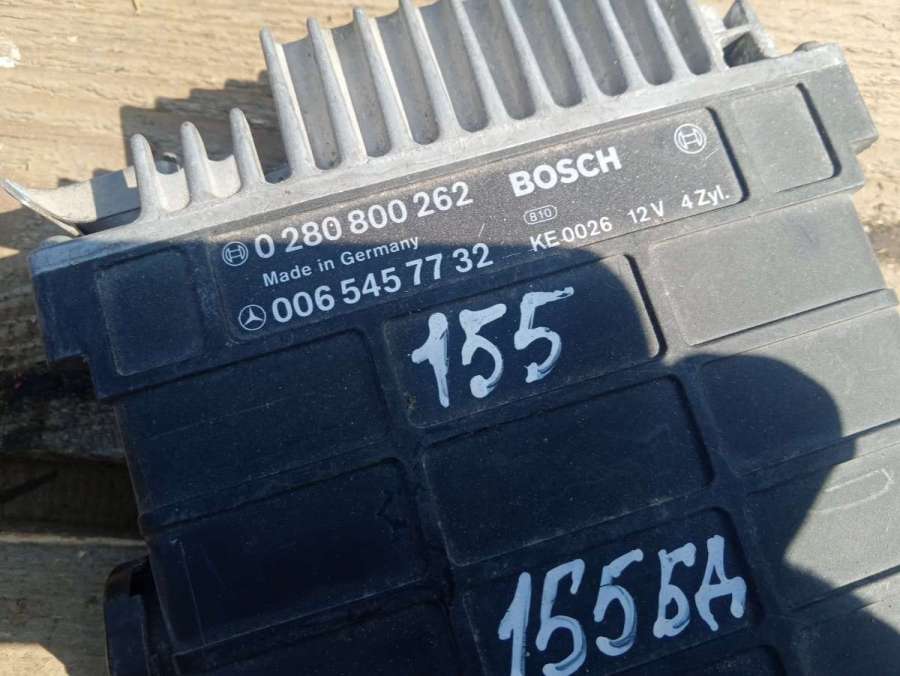 0 280 800 262 BOSCH
Made in Germany 810
006 545 77 32 KE 0026 12 V 4 Zyl.
155
155БД